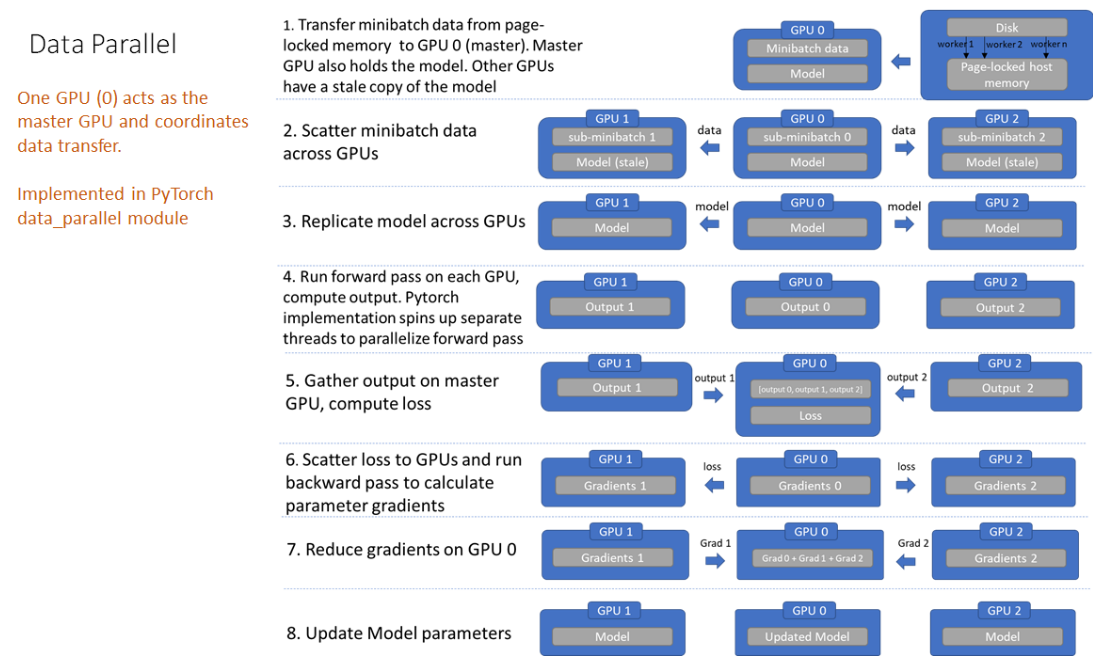 Data Parallel
One GPU (0) acts as the
master GPU and coordinates
data transfer.
Implemented in PyTorch
data_parallel module
1. Transfer minibatch data from page-
locked memory to GPU 0 (master). Master
GPU also holds the model. Other GPUs
have a stale copy of the model
GPU 0
Minibatch data
Model
Disk
worker 1
worker 2
worker n
Page-locked host
memory
2. Scatter minibatch data
across GPUs
GPU 1
sub-minibatch 1
Model (stale)
data
GPU 0
sub-minibatch 0
Model
data
GPU 2
sub-minibatch 2
Model (stale)
3. Replicate model across GPUs
GPU 1
Model
model
GPU 0
Model
model
GPU 2
Model
4. Run forward pass on each GPU,
compute output. Pytorch
implementation spins up separate
threads to parallelize forward pass
GPU 1
Output 1
GPU 0
Output 0
GPU 2
Output 2
5. Gather output on master
GPU, compute loss
GPU 1
Output 1
output 1
GPU 0
[output 0, output 1, output 2]
Loss
output 2
GPU 2
Output 2
6. Scatter loss to GPUs and run
backward pass to calculate
parameter gradients
GPU 1
Gradients 1
loss
GPU 0
Gradients 0
loss
GPU 2
Gradients 2
7. Reduce gradients on GPU 0
GPU 1
Gradients 1
Grad 1
GPU 0
Grad 0 + Grad 1 + Grad 2
Grad 2
GPU 2
Gradients 2
8. Update Model parameters
GPU 1
Model
GPU 0
Updated Model
GPU 2
Model